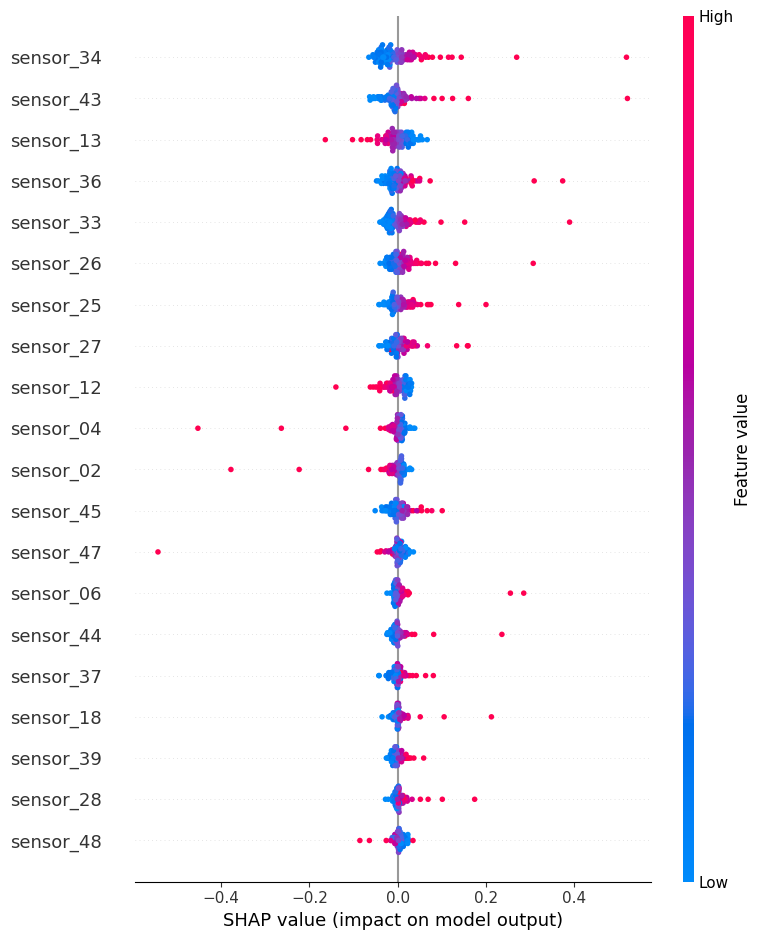 High
sensor_34
sensor_43
sensor_13
sensor_36
sensor_33
sensor_26
sensor_25
sensor_27
sensor_12
sensor_04
sensor_02
sensor_45
sensor_47
sensor_06
sensor_44
sensor_37
sensor_18
sensor_39
sensor_28
sensor_48
Feature value
Low
−0.4 −0.2 0.0 0.2 0.4
SHAP value (impact on model output)